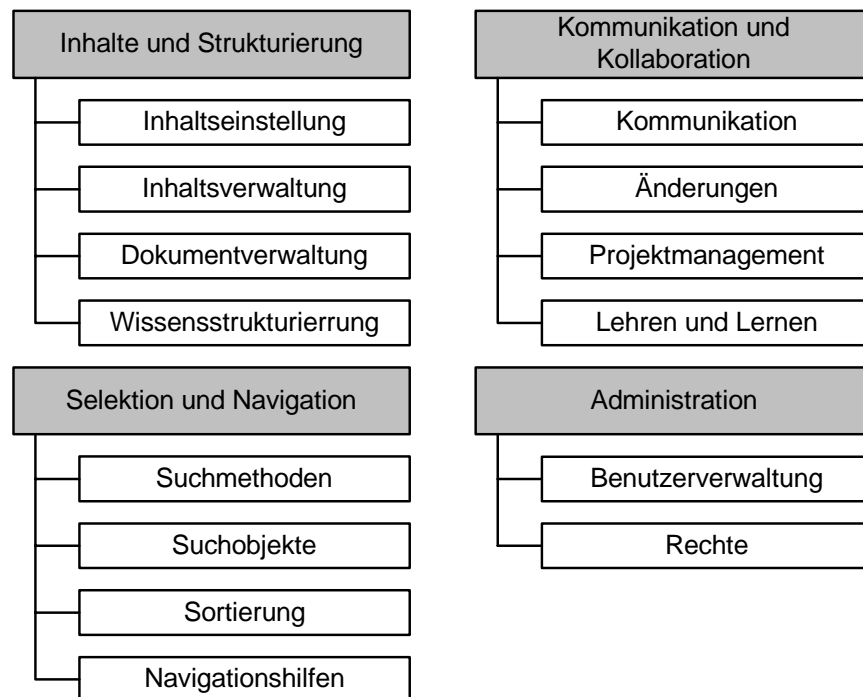 Inhalte und Strukturierung
Inhaltseinstellung
Inhaltsverwaltung
Dokumentverwaltung
Wissensstrukturierrung
Kommunikation und
Kollaboration
Kommunikation
Änderungen
Projektmanagement
Lehren und Lernen
Selektion und Navigation
Suchmethoden
Suchobjekte
Sortierung
Navigationshilfen
Administration
Benutzerverwaltung
Rechte